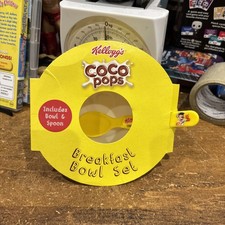 Kellogg's
COCO
POPS
Includes
Bowl &
Spoon
Breakfast
Bowl Set